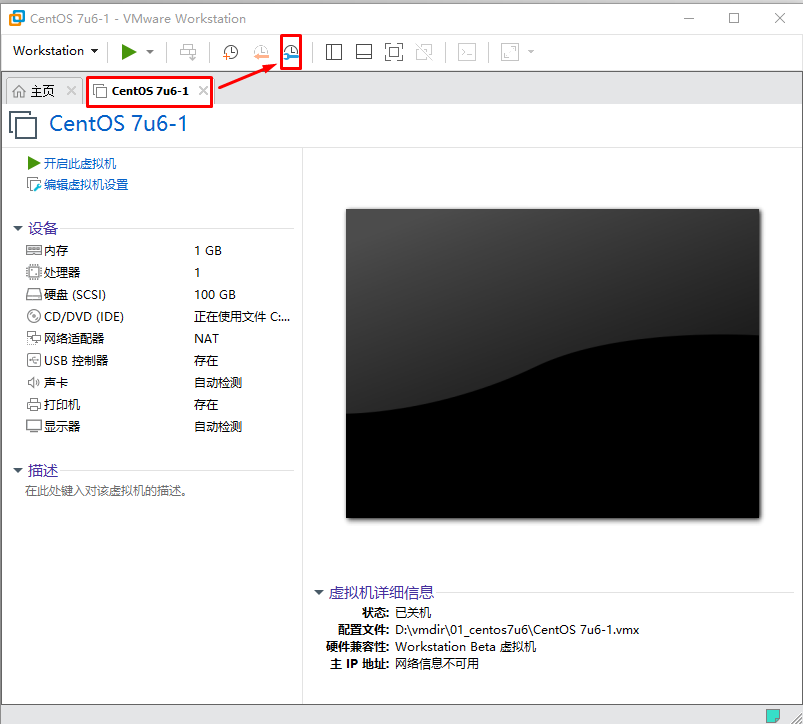 CentOS 7u6-1 - VMware Workstation
Workstation
主页
CentOS 7u6-1
CentOS 7u6-1
开启此虚拟机
编辑虚拟机设置
设备
内存 1 GB
处理器 1
硬盘 (SCSI) 100 GB
CD/DVD (IDE) 正在使用文件 C:...
网络适配器 NAT
USB 控制器 存在
声卡 自动检测
打印机 存在
显示器 自动检测
描述
在此处键入对该虚拟机的描述。
虚拟机详细信息
状态: 已关机
配置文件: D:\vmdir\01_centos7u6\CentOS 7u6-1.vmx
硬件兼容性: Workstation Beta 虚拟机
主 IP 地址: 网络信息不可用